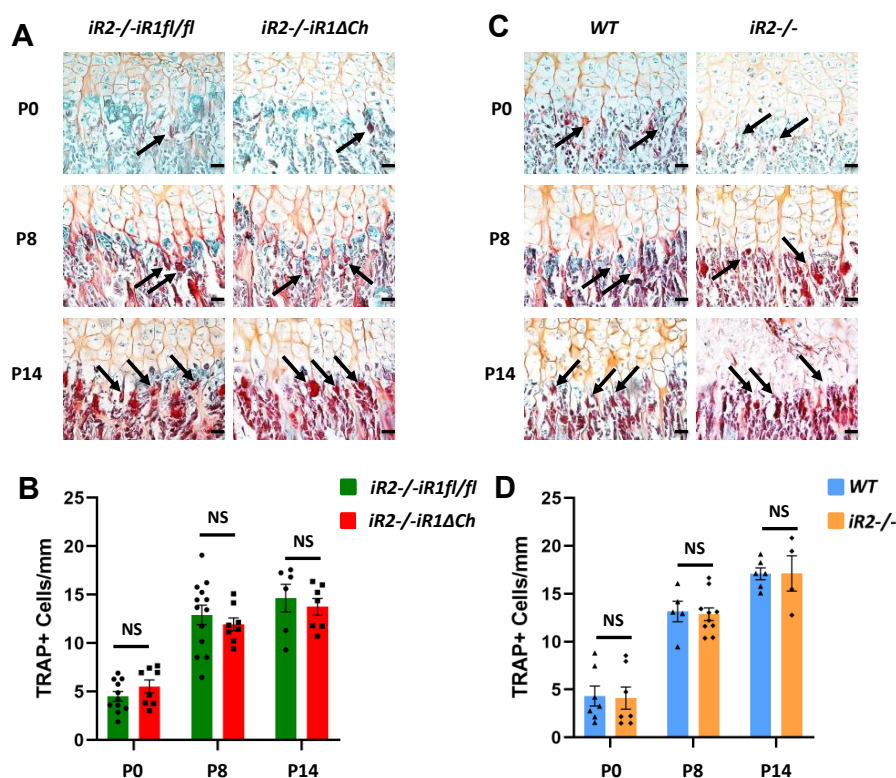 A
iR2-/-iR1fl/fl
iR2-/-iR1ΔCh
P0
P8
P14
C
WT
iR2-/-
P0
P8
P14
B
TRAP+ Cells/mm
25
20
15
10
5
0
NS
NS
NS
P0
P8
P14
iR2-/-iR1fl/fl
iR2-/-iR1ΔCh
D
TRAP+ Cells/mm
25
20
15
10
5
0
NS
NS
NS
P0
P8
P14
WT
iR2-/-